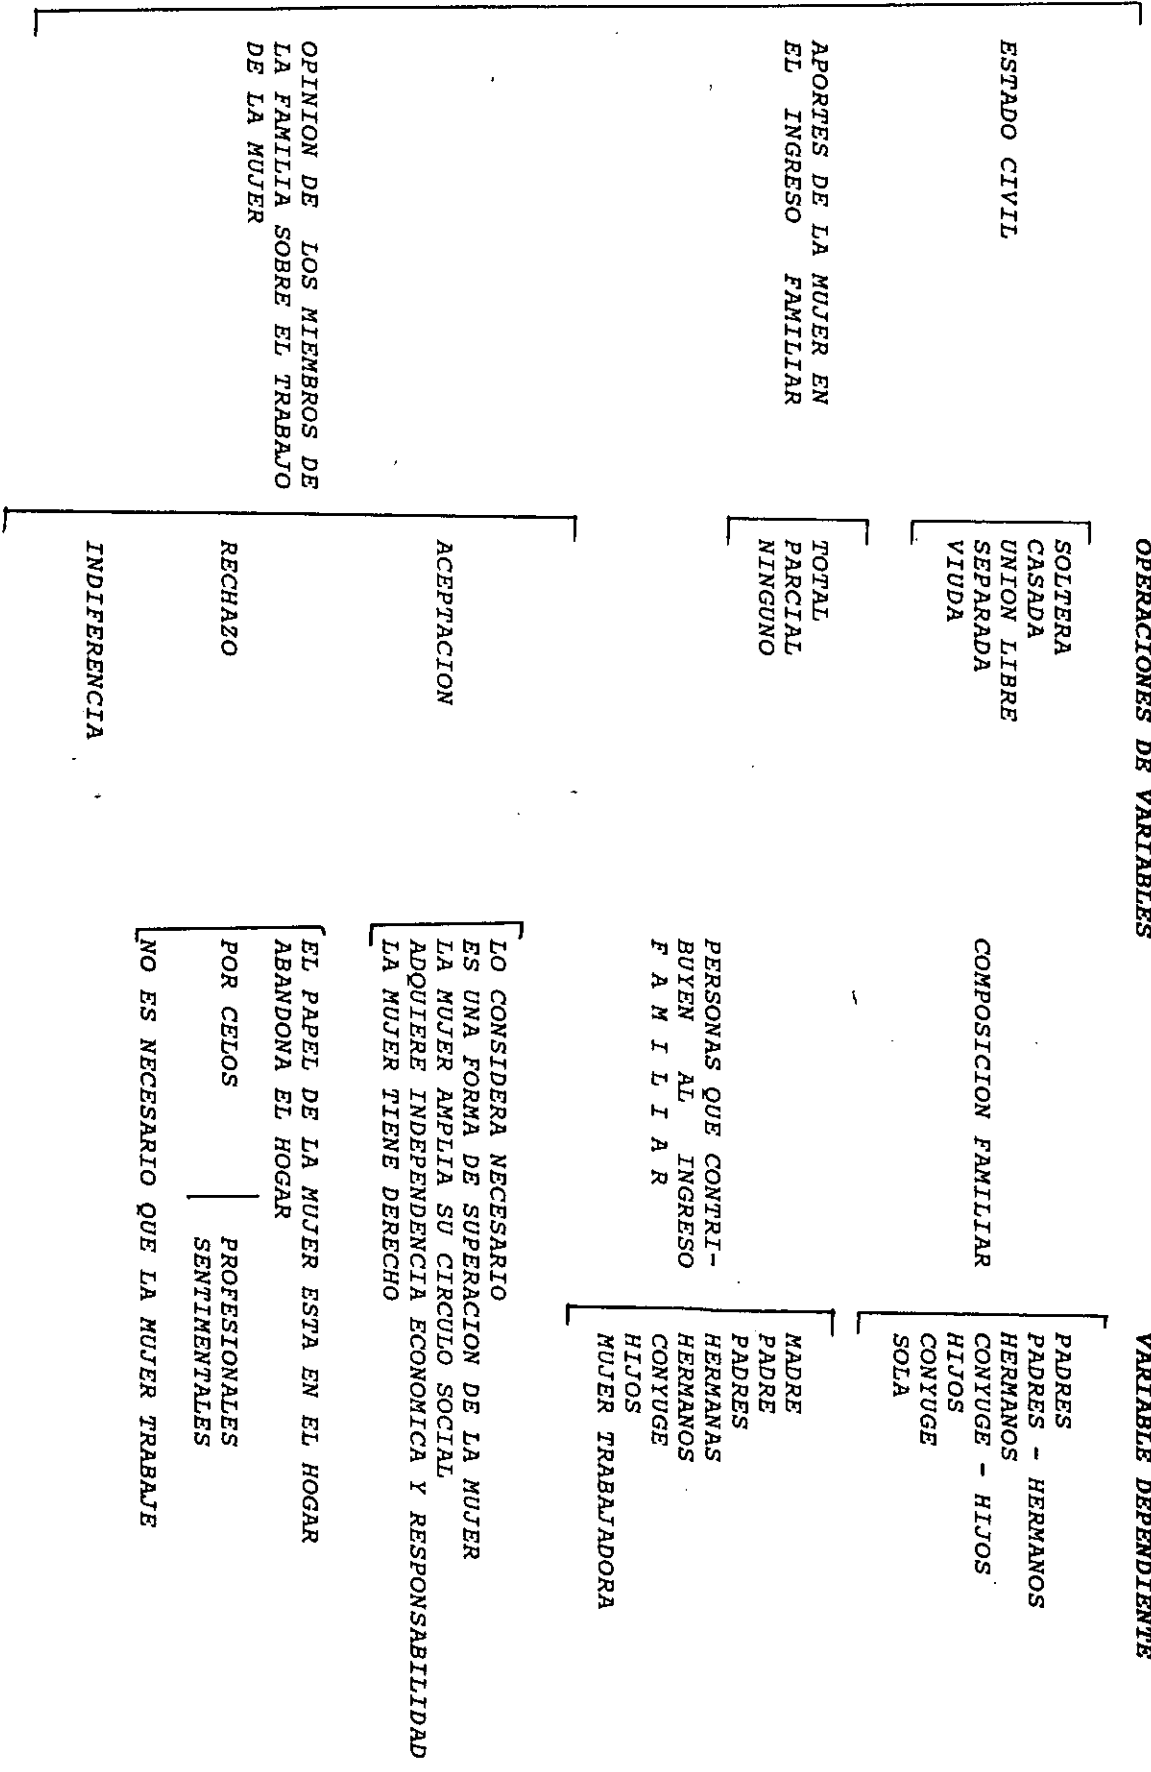 OPERACIONES DE VARIABLES
VARIABLE DEPENDIENTE
ESTADO CIVIL
SOLTERA
CASADA
UNION LIBRE
SEPARADA
VIUDA
COMPOSICION FAMILIAR
PADRES
PADRES - HERMANOS
HERMANOS
CONYUGE - HIJOS
HIJOS
CONYUGE
SOLA
APORTES DE LA MUJER EN
EL INGRESO FAMILIAR
TOTAL
PARCIAL
NINGUNO
PERSONAS QUE CONTRI-
BUYEN AL INGRESO
F A M I L I A R
MADRE
PADRE
PADRES
HERMANAS
HERMANOS
CONYUGE
HIJOS
MUJER TRABAJADORA
OPINION DE LOS MIEMBROS DE
LA FAMILIA SOBRE EL TRABAJO
DE LA MUJER
ACEPTACION
LO CONSIDERA NECESARIO
ES UNA FORMA DE SUPERACION DE LA MUJER
LA MUJER AMPLIA SU CIRCULO SOCIAL
ADQUIERE INDEPENDENCIA ECONOMICA Y RESPONSABILIDAD
LA MUJER TIENE DERECHO
RECHAZO
EL PAPEL DE LA MUJER ESTA EN EL HOGAR
ABANDONA EL HOGAR
POR CELOS
PROFESIONALES
SENTIMENTALES
NO ES NECESARIO QUE LA MUJER TRABAJE
INDIFERENCIA